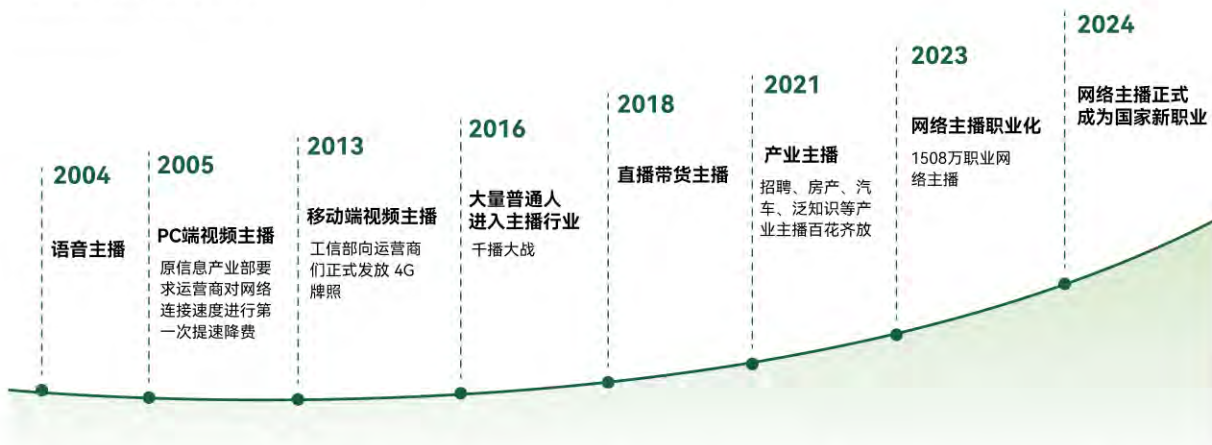 2004
语音主播
2005
PC端视频主播
原信息产业部要
求运营商对网络
连接速度进行第
一次提速降费
2013
移动端视频主播
工信部向运营商
们正式发放 4G
牌照
2016
大量普通人
进入主播行业
千播大战
2018
直播带货主播
2021
产业主播
招聘、房产、汽
车、泛知识等产
业主播百花齐放
2023
网络主播职业化
1508万职业网
络主播
2024
网络主播正式
成为国家新职业